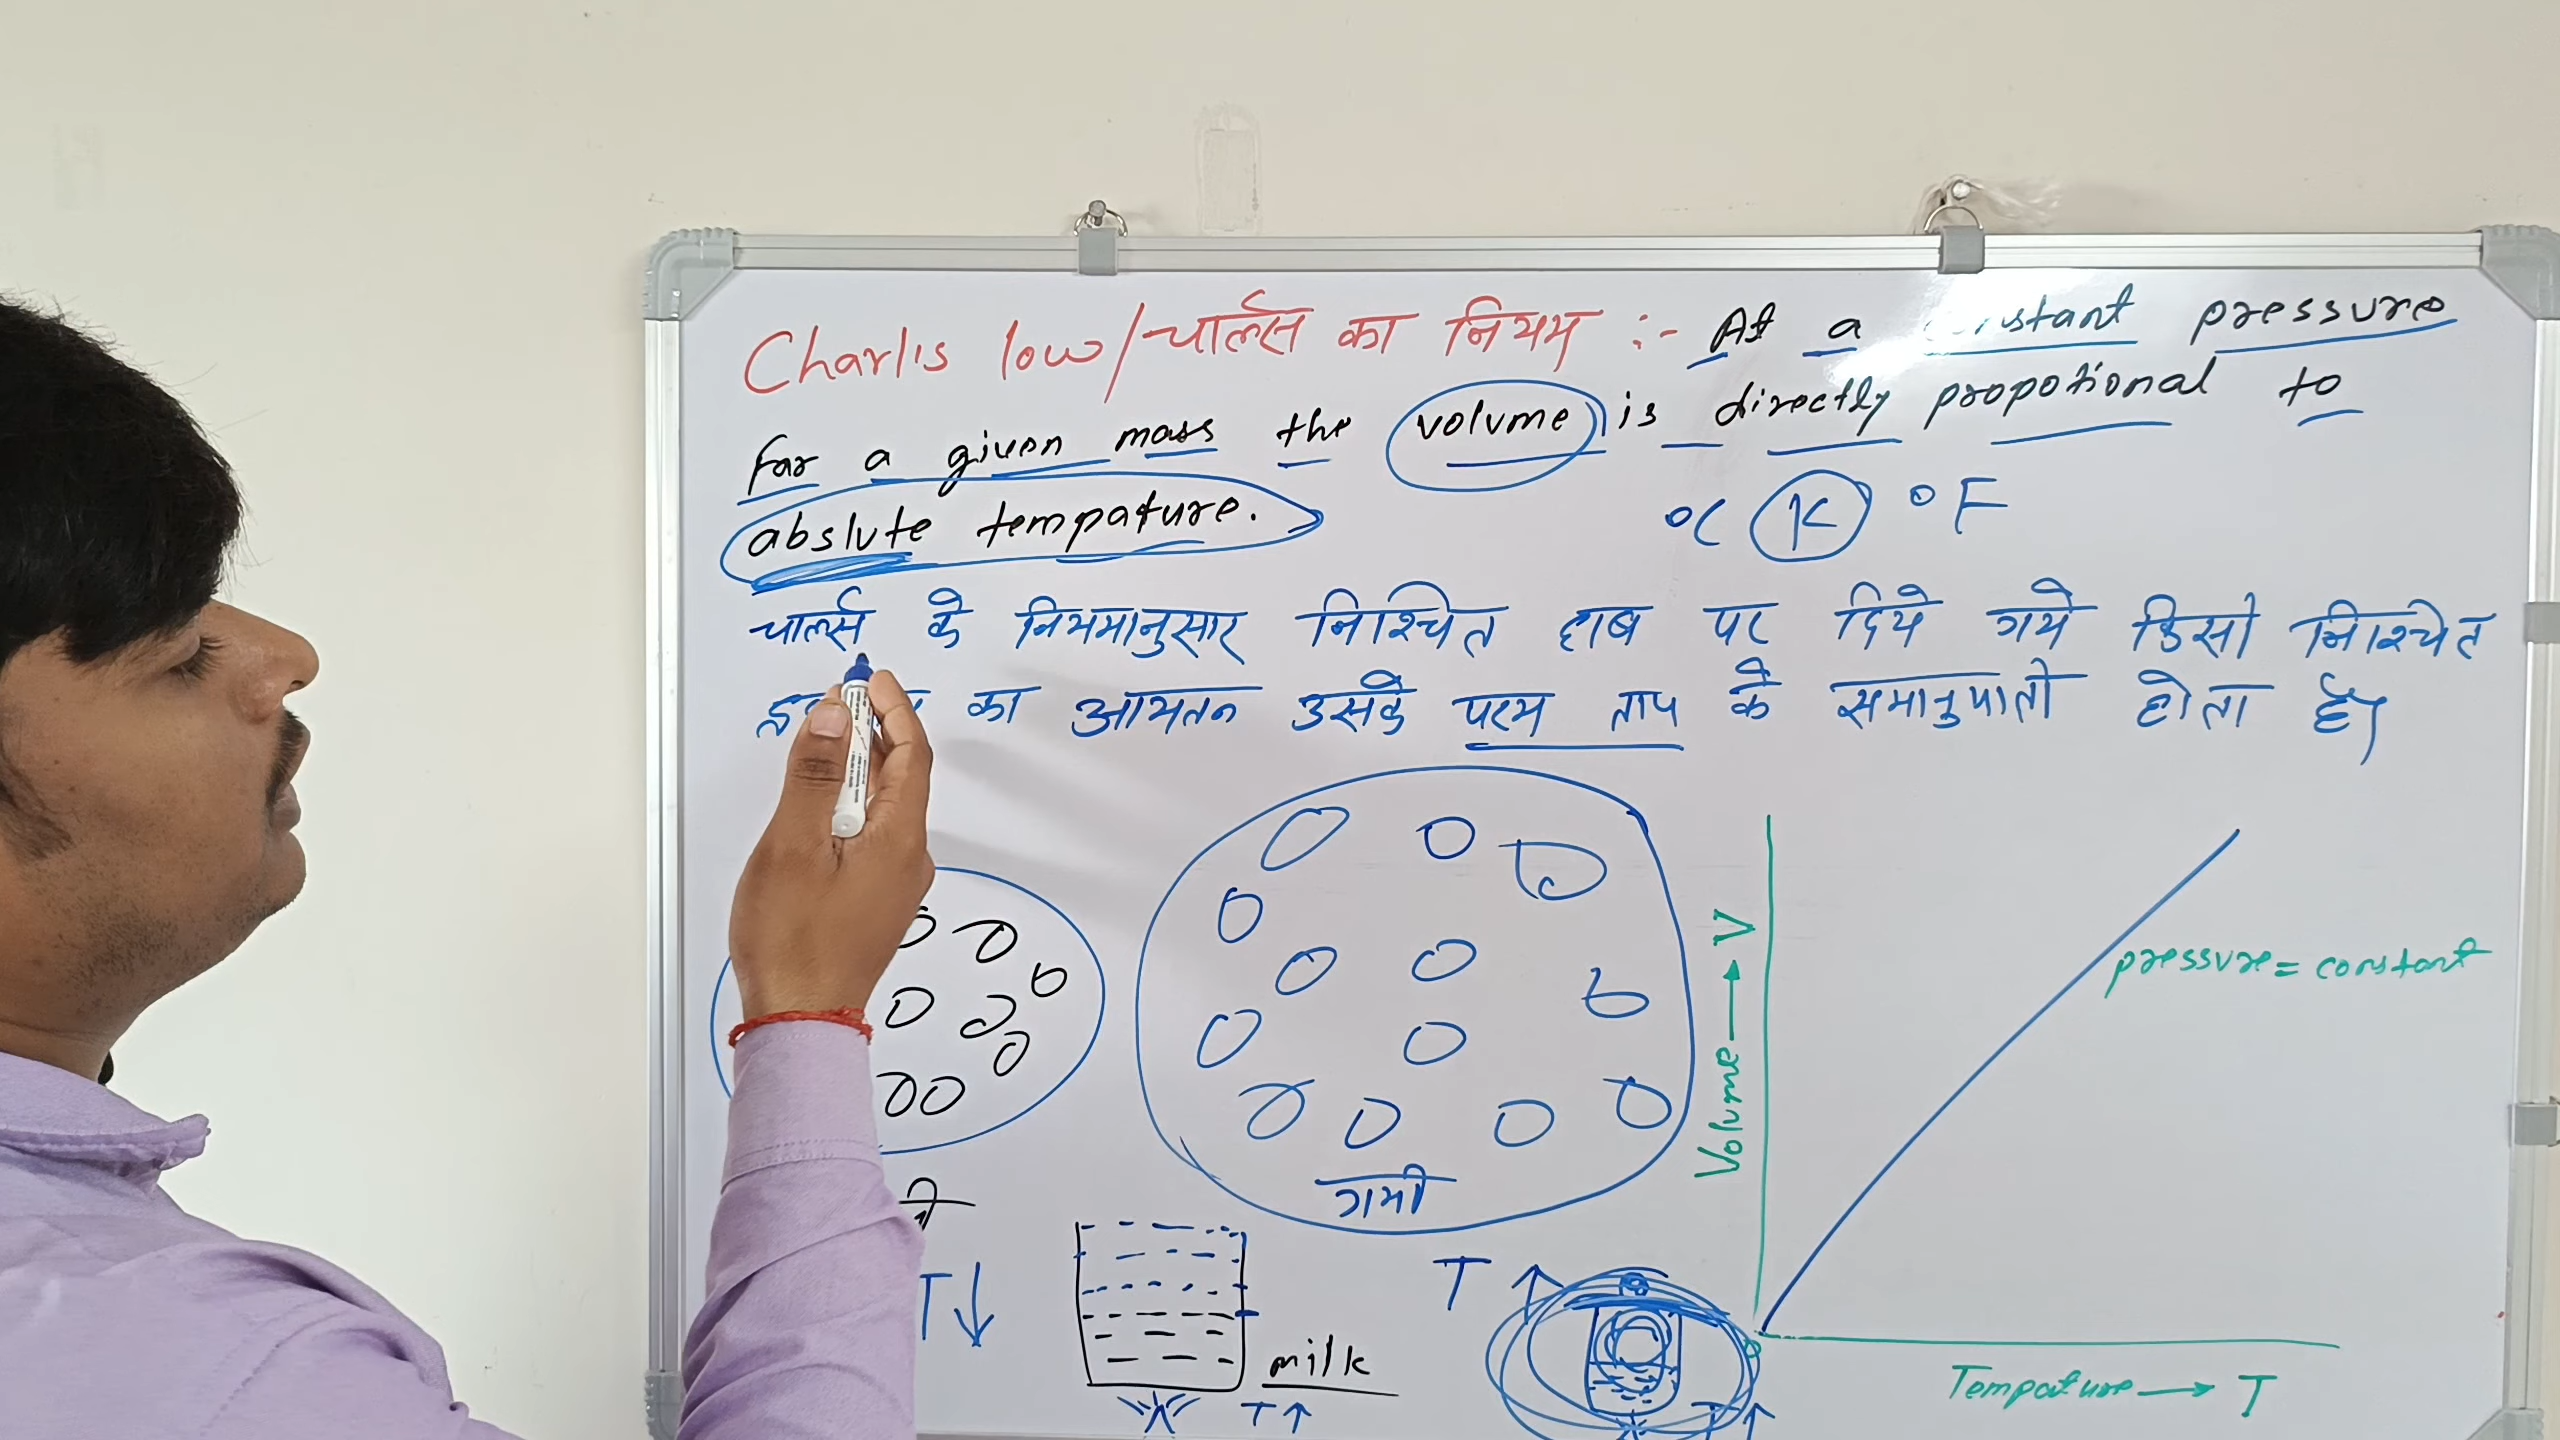 Charlis low/चार्ल्स का नियम :- At a constant pressure
for a given mass the volume is directly propotional to
abslute tempature.
°C K °F
चार्ल्स के नियमानुसार निश्चित दाब पर दिये गये किसी निश्चित
का आयतन उसके परम ताप के समानुपाती होता है।
Volume → V
pressure = constant
गर्मी
T↓
milk
T↑
T↑
T↑
Tempature → T